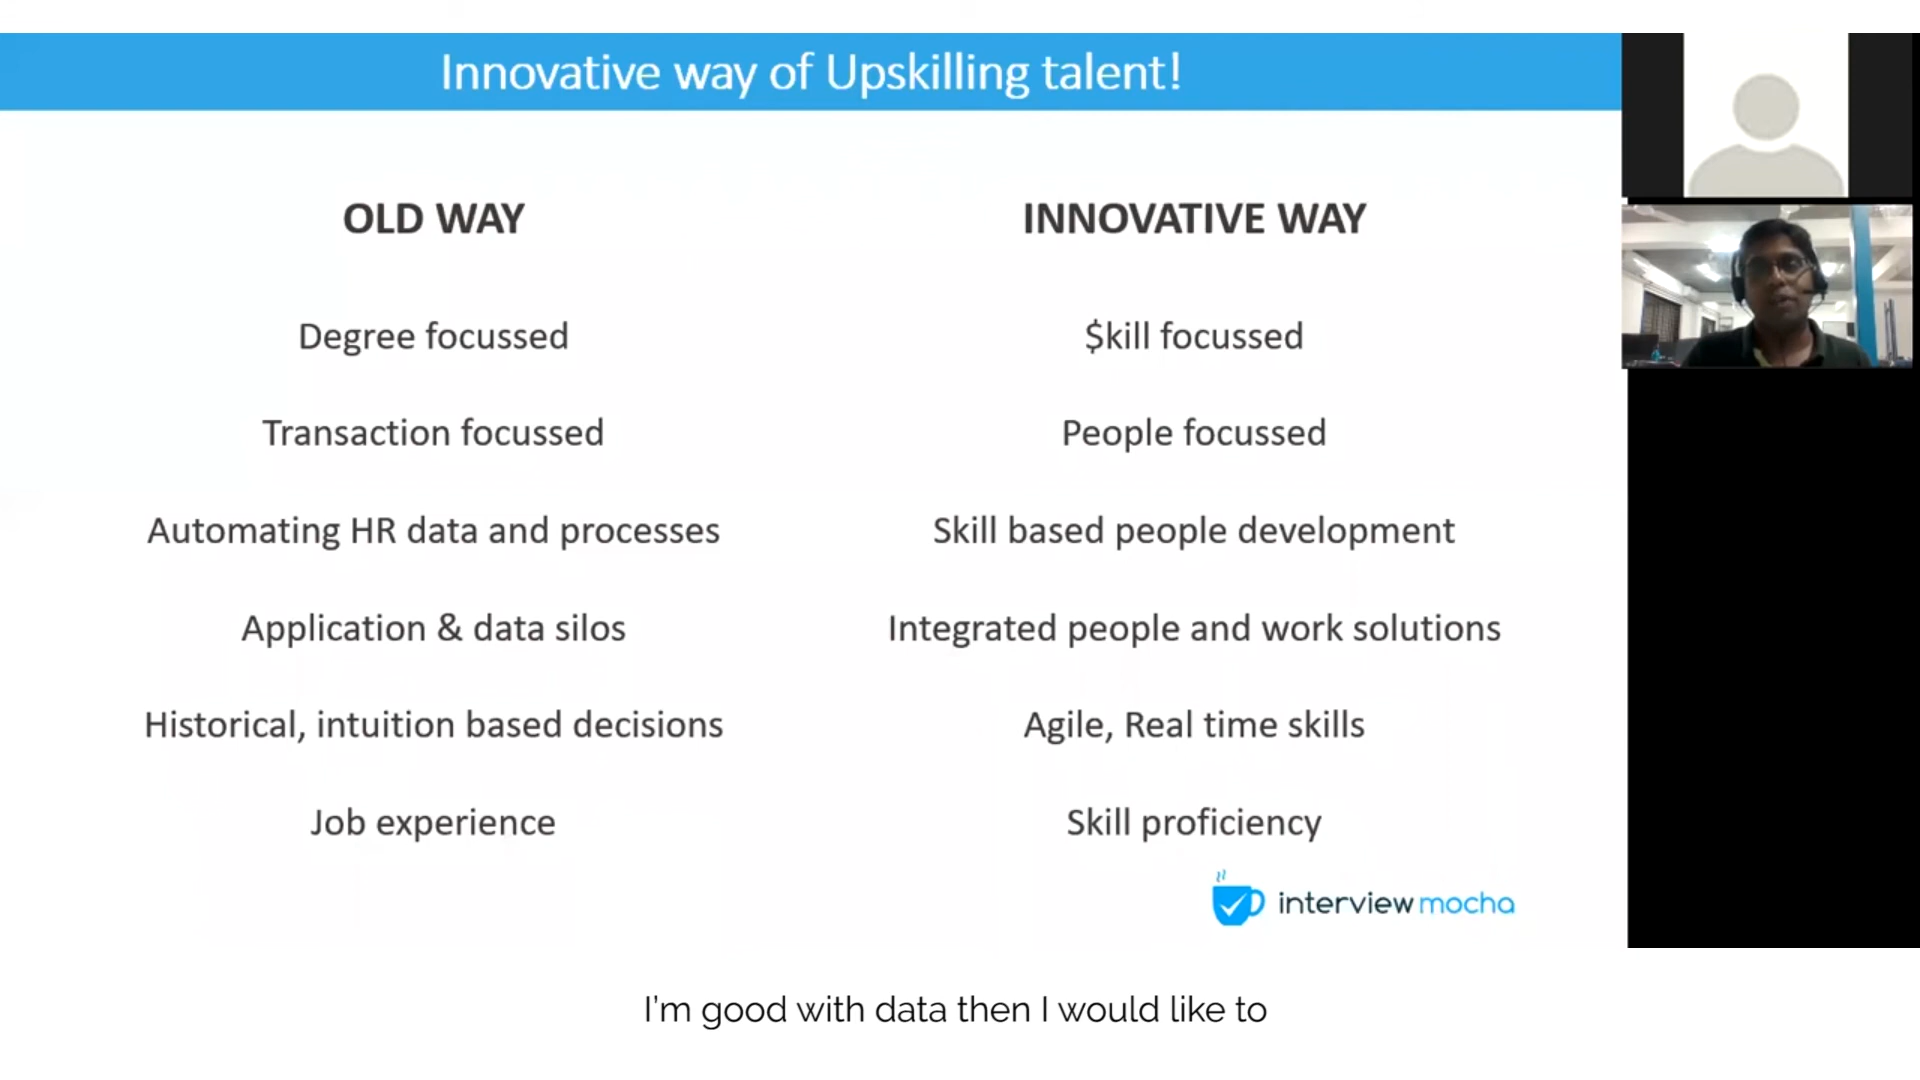 Innovative way of Upskilling talent!
OLD WAY
INNOVATIVE WAY
Degree focussed
$kill focussed
Transaction focussed
People focussed
Automating HR data and processes
Skill based people development
Application & data silos
Integrated people and work solutions
Historical, intuition based decisions
Agile, Real time skills
Job experience
Skill proficiency
interview mocha
I'm good with data then I would like to